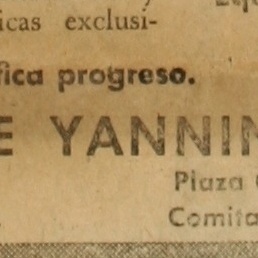 icas exclusi-
fica progreso.
E YANNIN
Plaza
Comita